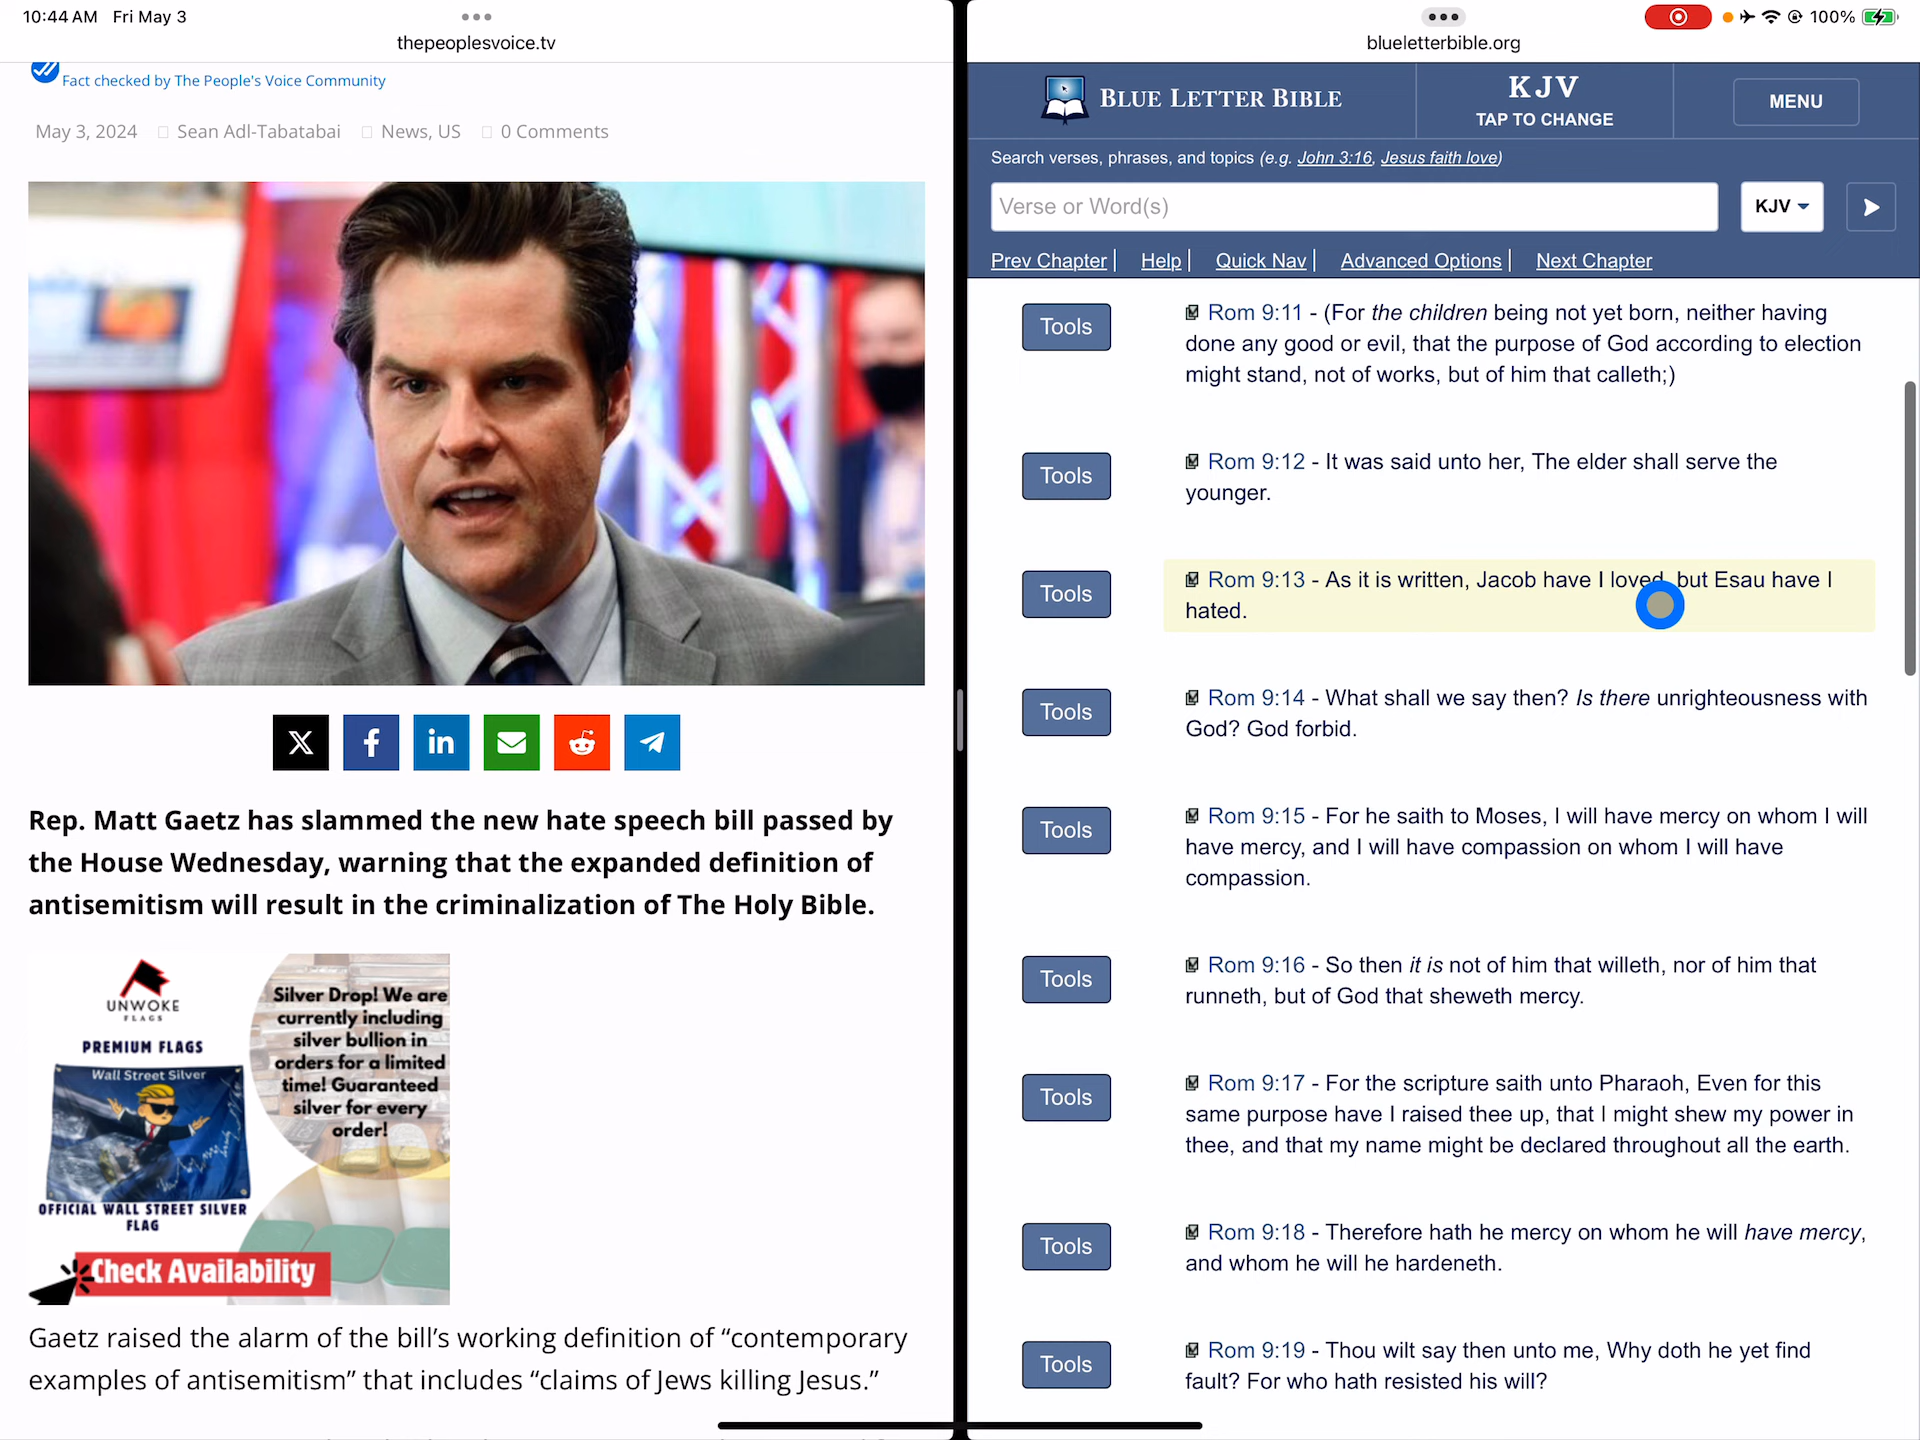 10:44 AM Fri May 3
thepeoplesvoice.tv
Fact checked by The People's Voice Community
May 3, 2024 Sean Adl-Tabatabai News, US 0 Comments
Rep. Matt Gaetz has slammed the new hate speech bill passed by
the House Wednesday, warning that the expanded definition of
antisemitism will result in the criminalization of The Holy Bible.
UNWOKE
FLAGS
PREMIUM FLAGS
Wall Street Silver
OFFICIAL WALL STREET SILVER
FLAG
Silver Drop! We are
currently including
silver bullion in
orders for a limited
time! Guaranteed
silver for every
order!
Check Availability
Gaetz raised the alarm of the bill’s working definition of “contemporary
examples of antisemitism” that includes “claims of Jews killing Jesus.”
100%
blueletterbible.org
BLUE LETTER BIBLE
KJV
TAP TO CHANGE
MENU
Search verses, phrases, and topics (e.g. John 3:16, Jesus faith love)
Verse or Word(s)
KJV
Prev Chapter | Help | Quick Nav | Advanced Options | Next Chapter
Tools
Rom 9:11 - (For the children being not yet born, neither having
done any good or evil, that the purpose of God according to election
might stand, not of works, but of him that calleth;)
Tools
Rom 9:12 - It was said unto her, The elder shall serve the
younger.
Tools
Rom 9:13 - As it is written, Jacob have I loved, but Esau have I
hated.
Tools
Rom 9:14 - What shall we say then? Is there unrighteousness with
God? God forbid.
Tools
Rom 9:15 - For he saith to Moses, I will have mercy on whom I will
have mercy, and I will have compassion on whom I will have
compassion.
Tools
Rom 9:16 - So then it is not of him that willeth, nor of him that
runneth, but of God that sheweth mercy.
Tools
Rom 9:17 - For the scripture saith unto Pharaoh, Even for this
same purpose have I raised thee up, that I might shew my power in
thee, and that my name might be declared throughout all the earth.
Tools
Rom 9:18 - Therefore hath he mercy on whom he will have mercy,
and whom he will he hardeneth.
Tools
Rom 9:19 - Thou wilt say then unto me, Why doth he yet find
fault? For who hath resisted his will?